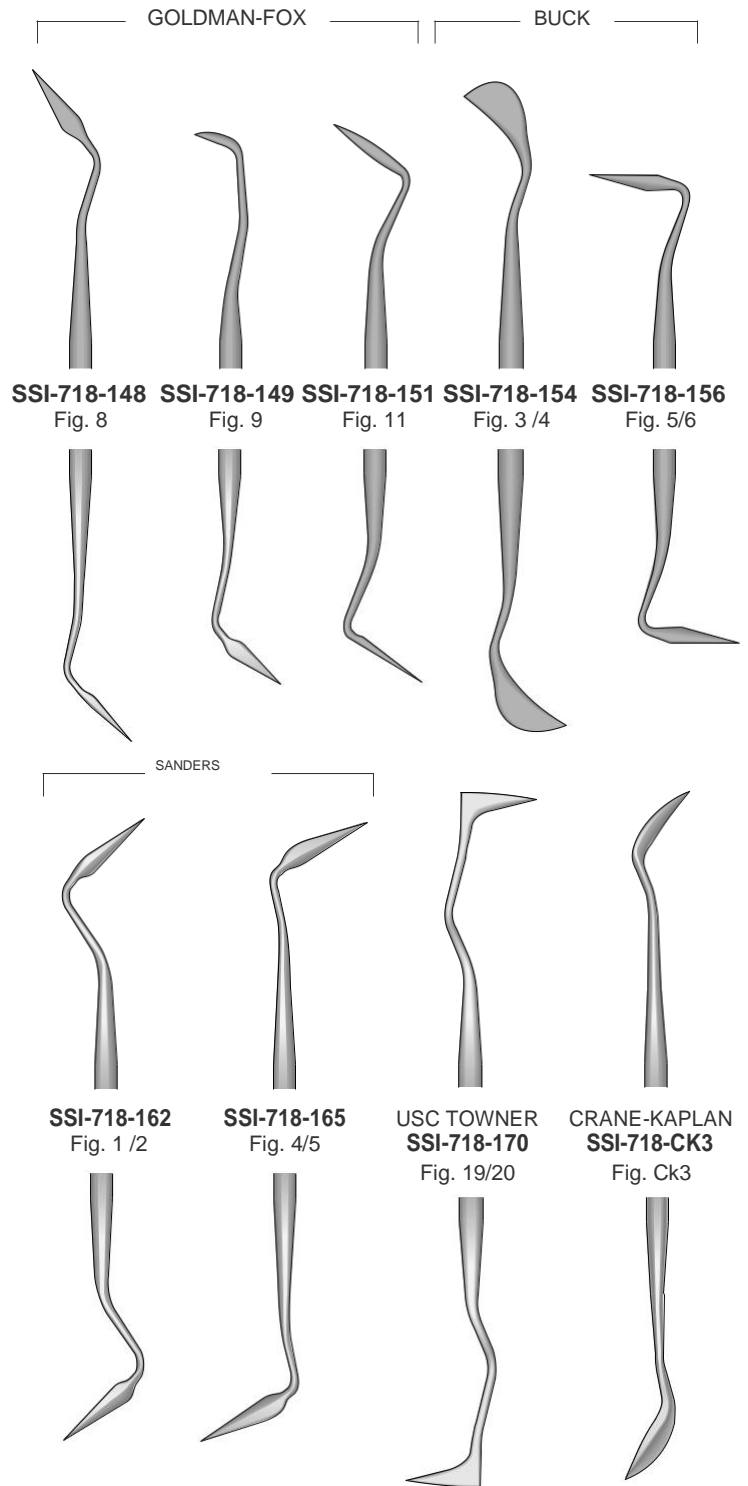 GOLDMAN-FOX BUCK
SSI-718-148 SSI-718-149 SSI-718-151 SSI-718-154 SSI-718-156
Fig. 8 Fig. 9 Fig. 11 Fig. 3 /4 Fig. 5/6
SANDERS
SSI-718-162 SSI-718-165 USC TOWNER CRANE-KAPLAN
Fig. 1 /2 Fig. 4/5 SSI-718-170 SSI-718-CK3
Fig. 19/20 Fig. Ck3